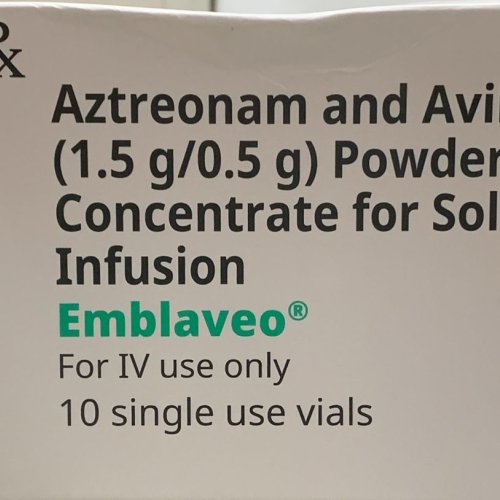 Rx
Aztreonam and Avi
(1.5 g/0.5 g) Powder
Concentrate for Sol
Infusion
Emblaveo®
For IV use only
10 single use vials